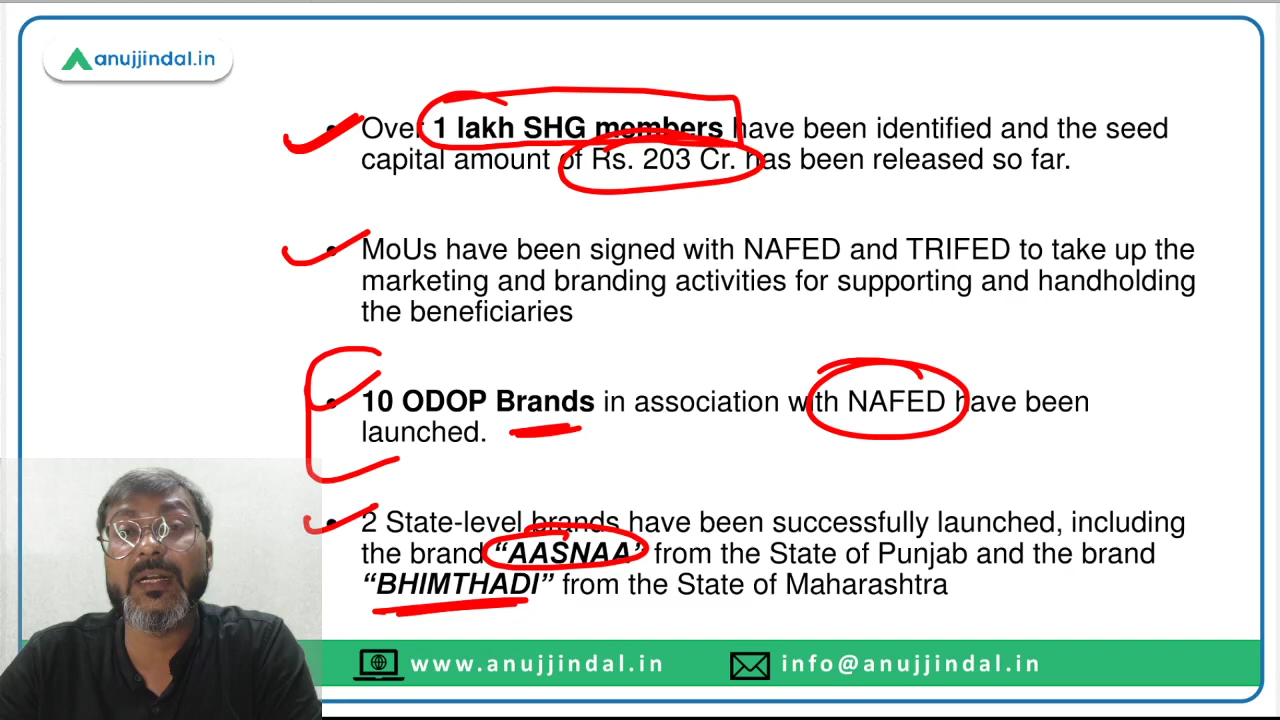 anujjindal.in
• Over 1 lakh SHG members have been identified and the seed
capital amount of Rs. 203 Cr. has been released so far.
• MoUs have been signed with NAFED and TRIFED to take up the
marketing and branding activities for supporting and handholding
the beneficiaries
• 10 ODOP Brands in association with NAFED have been
launched.
• 2 State-level brands have been successfully launched, including
the brand “AASNAA” from the State of Punjab and the brand
“BHIMTHADI” from the State of Maharashtra
www.anujjindal.in info@anujjindal.in